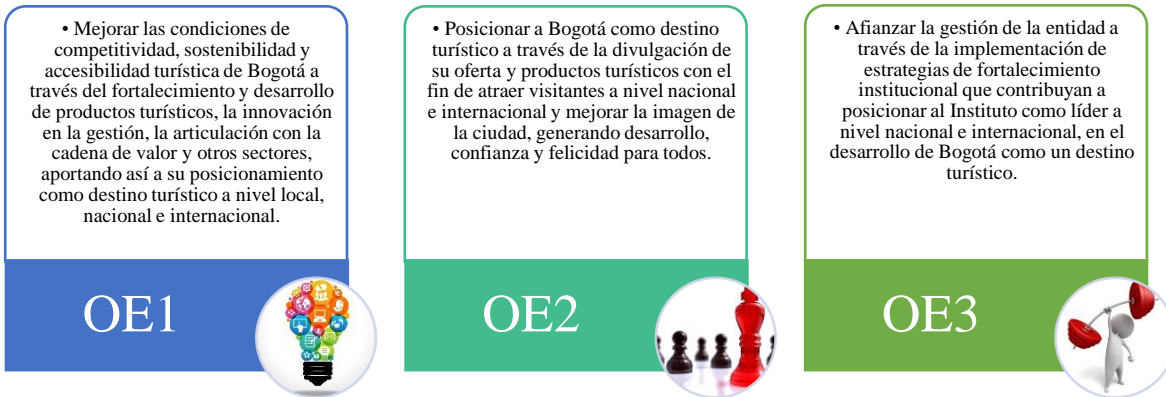 • Mejorar las condiciones de
competitividad, sostenibilidad y
accesibilidad turística de Bogotá a
través del fortalecimiento y desarrollo
de productos turísticos, la innovación
en la gestión, la articulación con la
cadena de valor y otros sectores,
aportando así a su posicionamiento
como destino turístico a nivel local,
nacional e internacional.
OE1
• Posicionar a Bogotá como destino
turístico a través de la divulgación de
su oferta y productos turísticos con el
fin de atraer visitantes a nivel nacional
e internacional y mejorar la imagen de
la ciudad, generando desarrollo,
confianza y felicidad para todos.
OE2
• Afianzar la gestión de la entidad a
través de la implementación de
estrategias de fortalecimiento
institucional que contribuyan a
posicionar al Instituto como líder a
nivel nacional e internacional, en el
desarrollo de Bogotá como un destino
turístico.
OE3